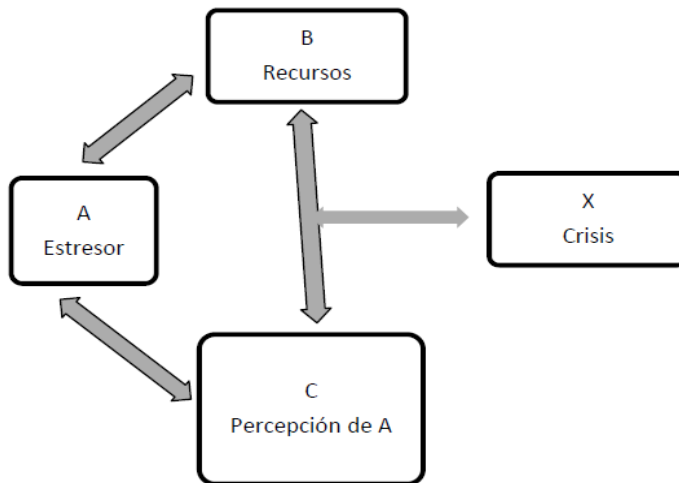 B
Recursos
A
Estresor
X
Crisis
C
Percepción de A